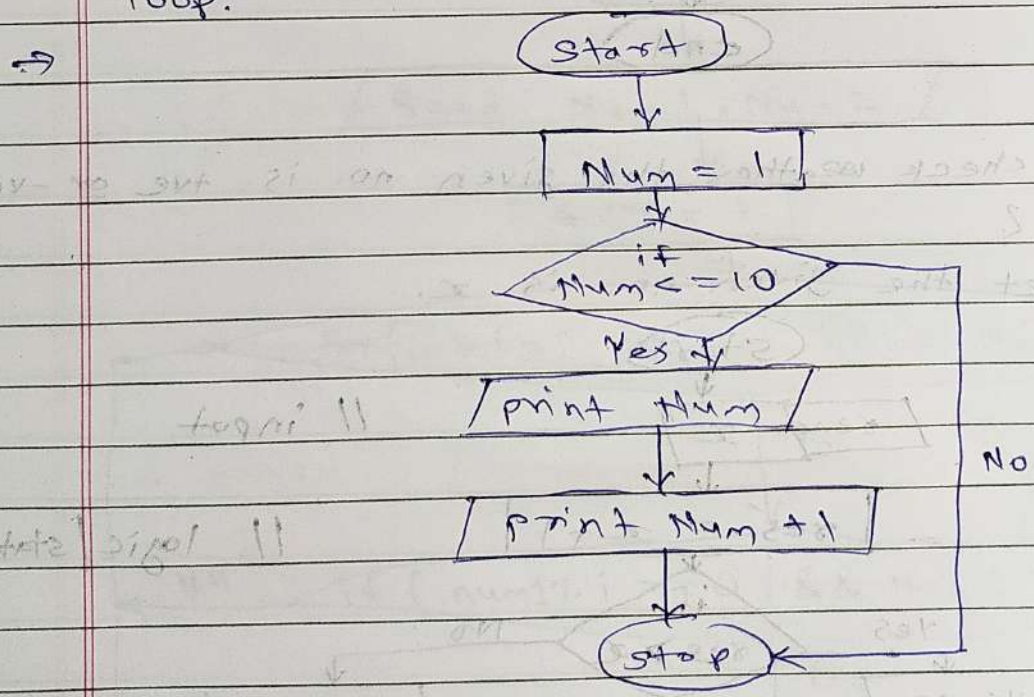 loop.
→ Start
Num = 1
if
Num <= 10
Yes
print Num
No
print Num +1
stop